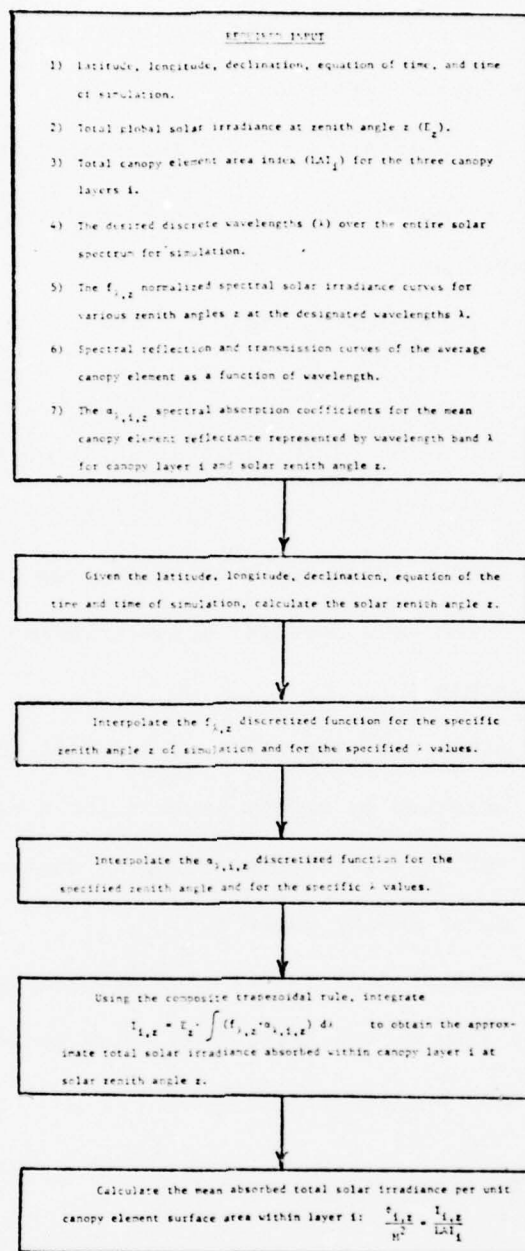 REQUIRED INPUT
1) Latitude, longitude, declination, equation of time, and time
of simulation.
2) Total global solar irradiance at zenith angle z (E_z).
3) Total canopy element area index (LAI_i) for the three canopy
layers i.
4) The desired discrete wavelengths (λ) over the entire solar
spectrum for simulation.
5) The f_λ,z normalized spectral solar irradiance curves for
various zenith angles z at the designated wavelengths λ.
6) Spectral reflection and transmission curves of the average
canopy element as a function of wavelength.
7) The α_λ,i,z spectral absorption coefficients for the mean
canopy element reflectance represented by wavelength band λ
for canopy layer i and solar zenith angle z.
Given the latitude, longitude, declination, equation of the
time and time of simulation, calculate the solar zenith angle z.
Interpolate the f_λ,z discretized function for the specific
zenith angle z of simulation and for the specified λ values.
Interpolate the α_λ,i,z discretized function for the
specified zenith angle and for the specific λ values.
Using the composite trapezoidal rule, integrate
I_i,z = E_z · ∫ (f_λ,z · α_λ,i,z) dλ to obtain the approx-
imate total solar irradiance absorbed within canopy layer i at
solar zenith angle z.
Calculate the mean absorbed total solar irradiance per unit
canopy element surface area within layer i: Φ_i,z / M² = I_i,z / LAI_i